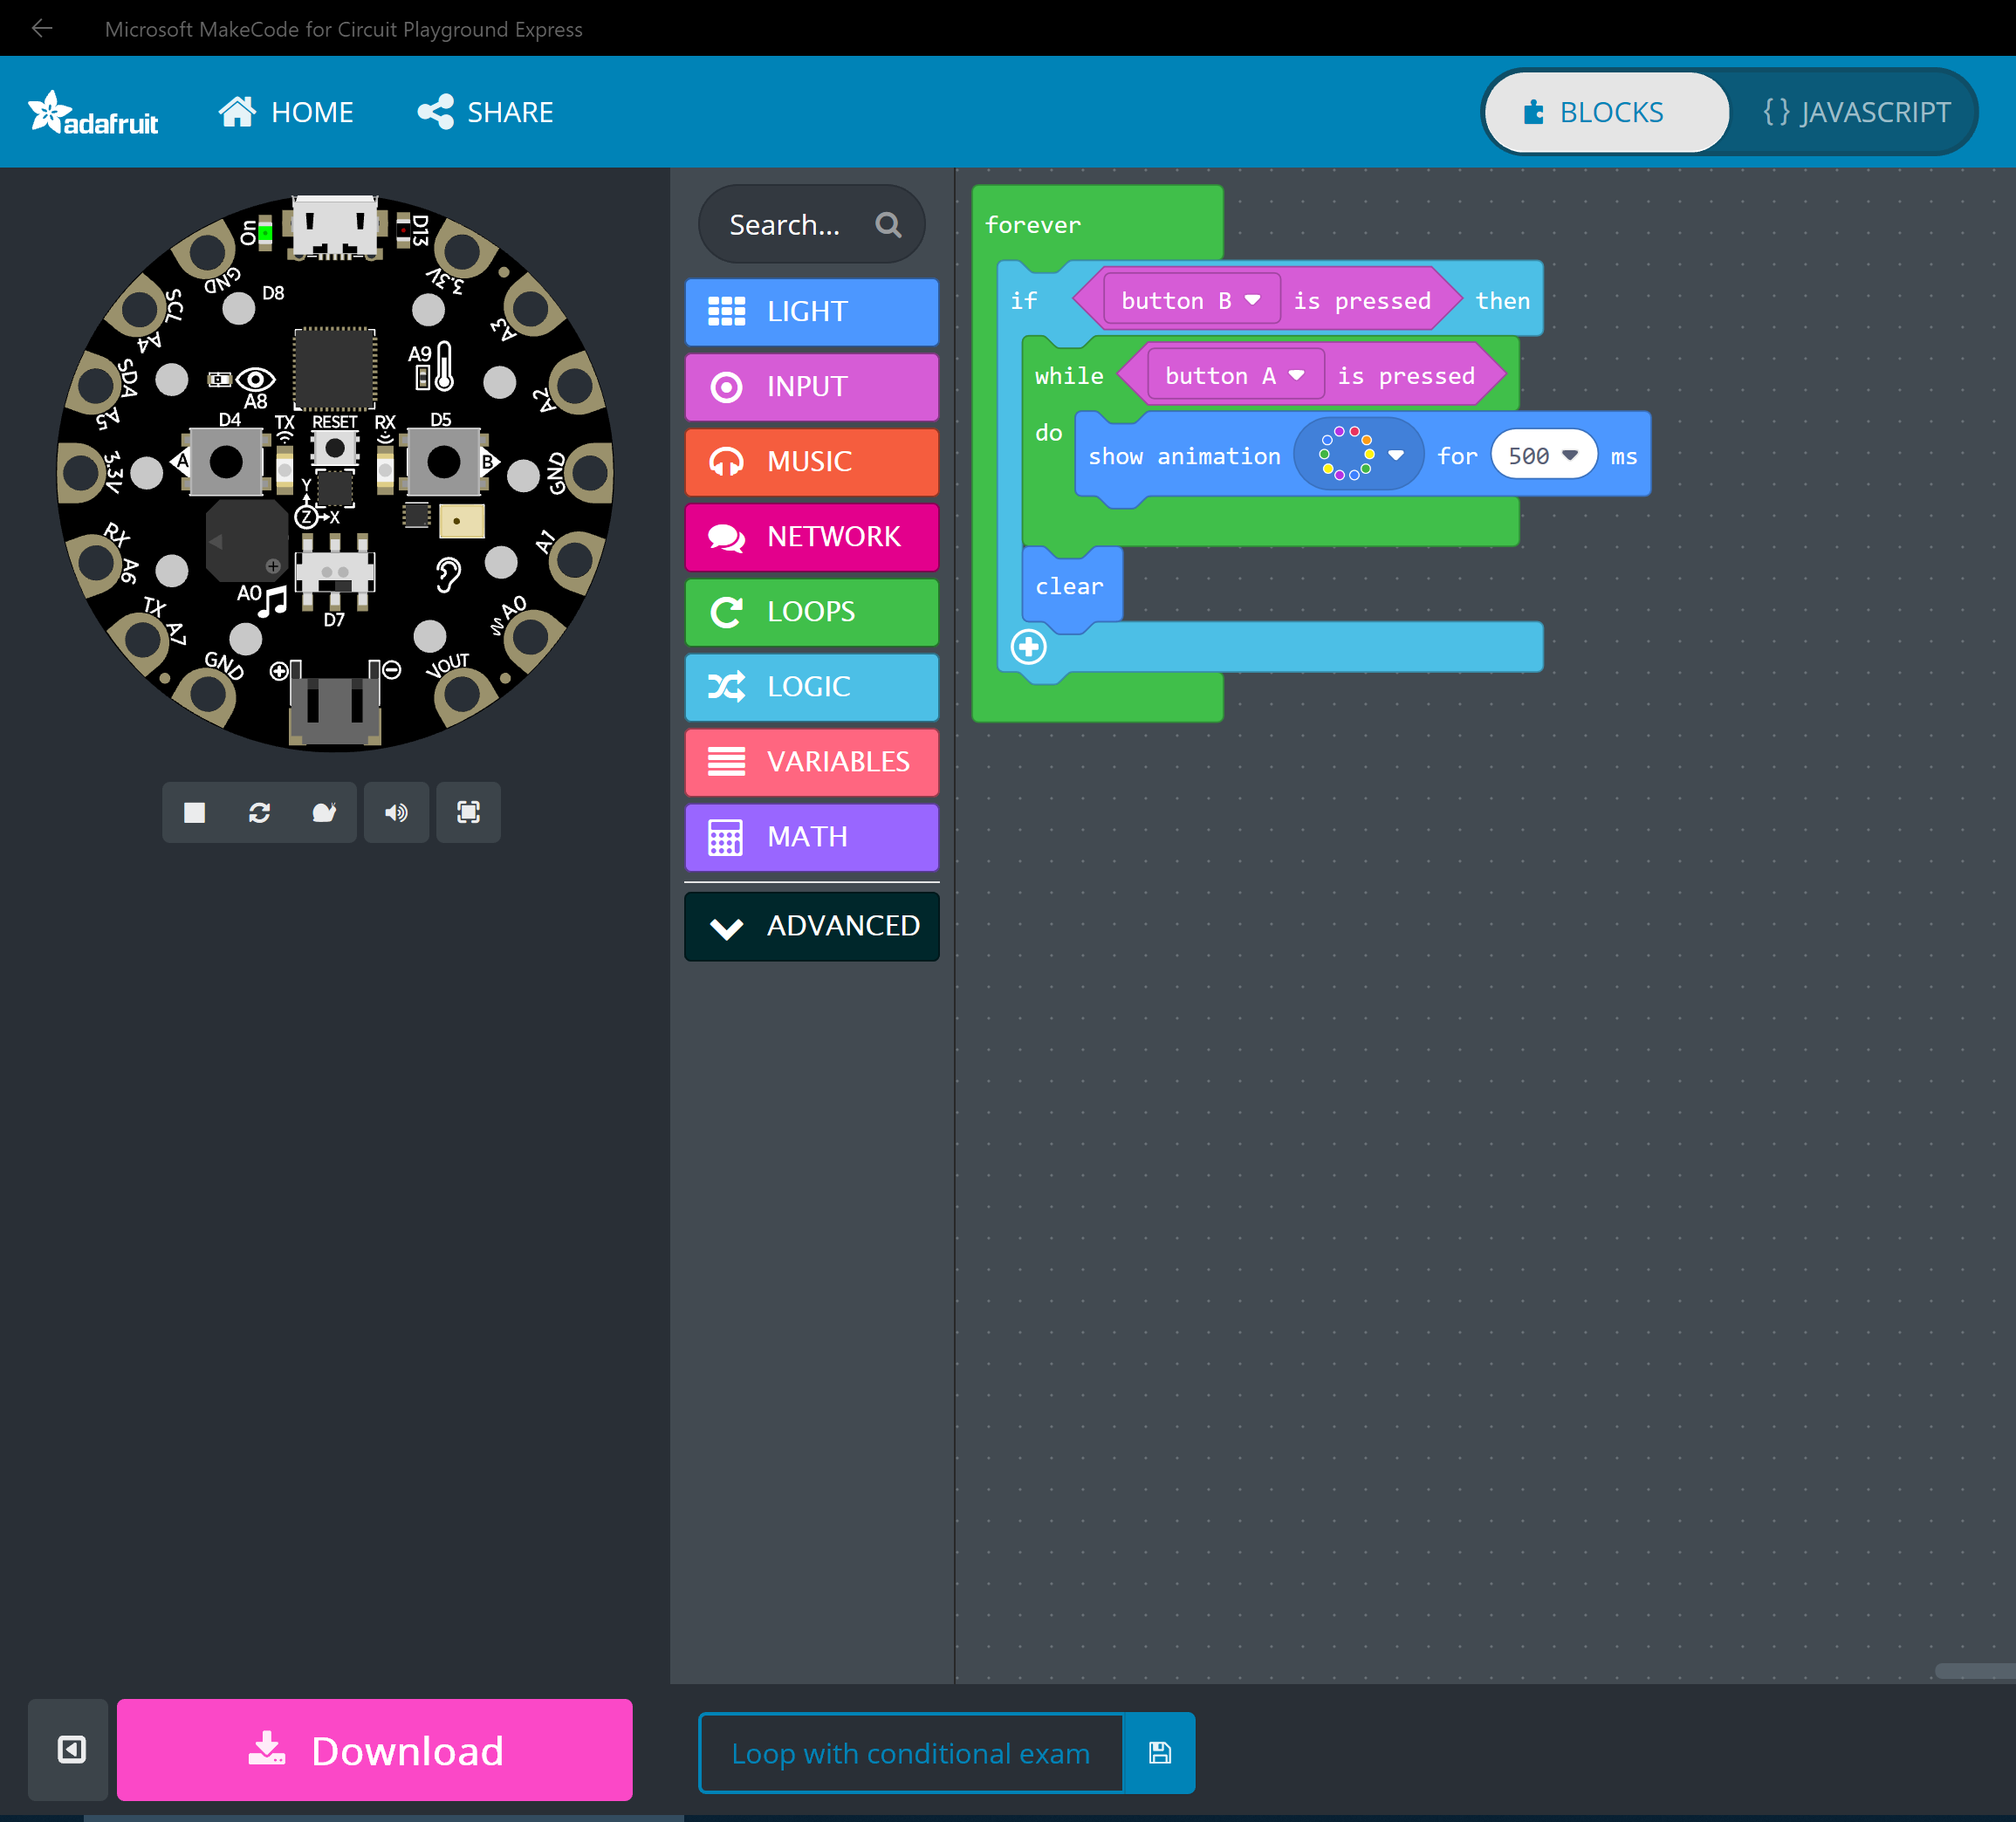 Microsoft MakeCode for Circuit Playground Express
adafruit
HOME
SHARE
BLOCKS
{ } JAVASCRIPT
On
D13
GND
3.3V
D8
SCL
A4
A3
A9
SDA
A5
A8
A2
D4
TX
RESET
RX
D5
A
B
3.3V
GND
Y
Z
X
RX
A6
A1
A0
TX
A7
D7
A0
GND
VOUT
Search...
LIGHT
INPUT
MUSIC
NETWORK
LOOPS
LOGIC
VARIABLES
MATH
ADVANCED
forever
if button B is pressed then
while button A is pressed
do show animation for 500 ms
clear
Download
Loop with conditional exam